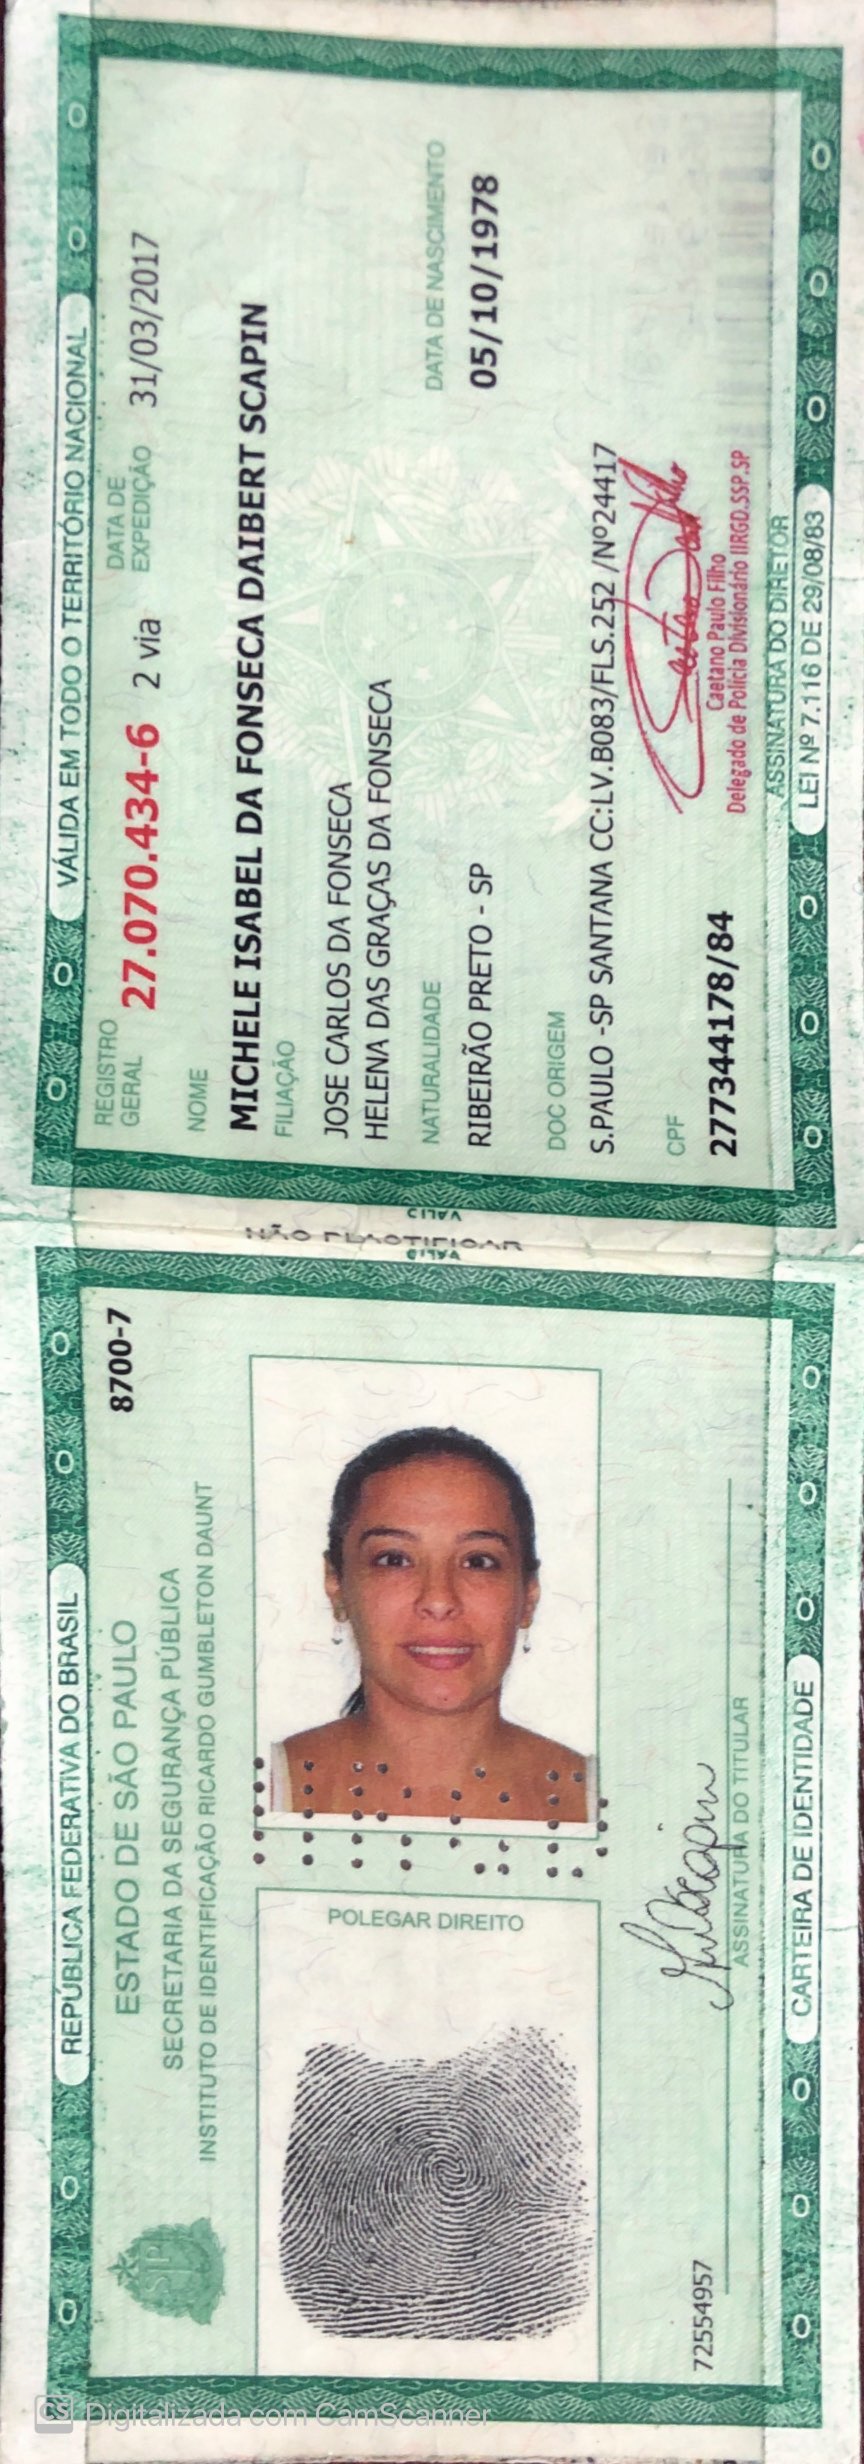 VÁLIDA EM TODO O TERRITÓRIO NACIONAL
REGISTRO GERAL 27.070.434-6 2 via DATA DE EXPEDIÇÃO 31/03/2017
NOME
MICHELE ISABEL DA FONSECA DAIBERT SCAPIN
FILIAÇÃO
JOSE CARLOS DA FONSECA
HELENA DAS GRAÇAS DA FONSECA
NATURALIDADE DATA DE NASCIMENTO
RIBEIRÃO PRETO - SP 05/10/1978
DOC ORIGEM
S.PAULO -SP SANTANA CC:LV.B083/FLS.252 /Nº24417
CPF
277344178/84
Caetano Paulo Filho
Delegado de Polícia Divisionário IIRGD.SSP.SP
ASSINATURA DO DIRETOR
LEI Nº 7.116 DE 29/08/83
NÃO PLASTIFICAR
REPÚBLICA FEDERATIVA DO BRASIL
8700-7
ESTADO DE SÃO PAULO
SECRETARIA DA SEGURANÇA PÚBLICA
INSTITUTO DE IDENTIFICAÇÃO RICARDO GUMBLETON DAUNT
POLEGAR DIREITO
72554957
ASSINATURA DO TITULAR
CARTEIRA DE IDENTIDADE
CS Digitalizada com CamScanner